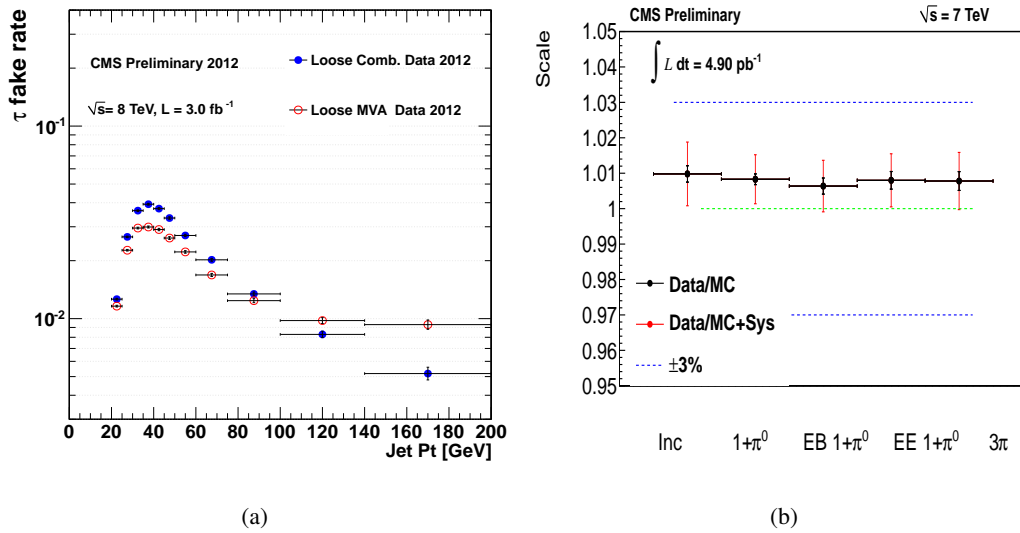 τ fake rate
CMS Preliminary 2012
√s= 8 TeV, L = 3.0 fb⁻¹
Loose Comb. Data 2012
Loose MVA Data 2012
10⁻¹
10⁻²
0 20 40 60 80 100 120 140 160 180 200
Jet Pt [GeV]
(a)
CMS Preliminary √s = 7 TeV
Scale
∫ L dt = 4.90 pb⁻¹
1.05
1.04
1.03
1.02
1.01
1
0.99
0.98
0.97
0.96
0.95
Data/MC
Data/MC+Sys
±3%
Inc 1+π⁰ EB 1+π⁰ EE 1+π⁰ 3π
(b)